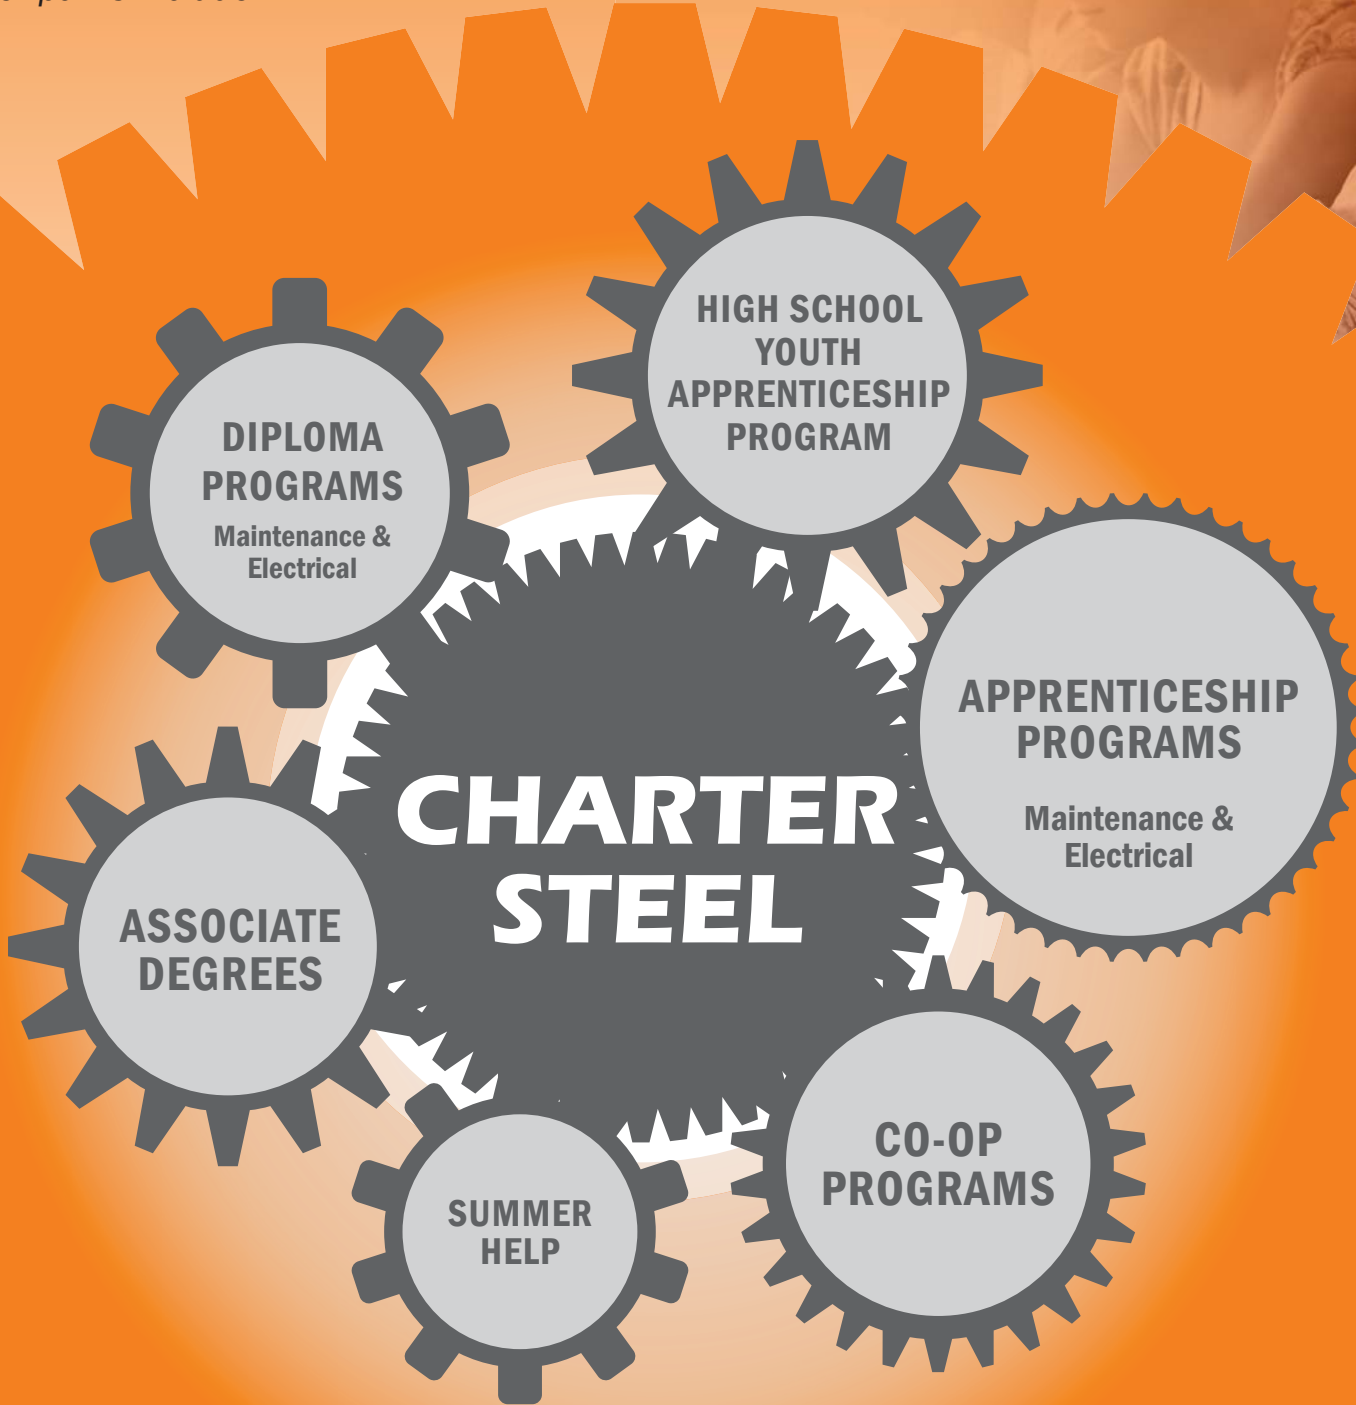 HIGH SCHOOL
YOUTH
APPRENTICESHIP
PROGRAM
DIPLOMA
PROGRAMS
Maintenance &
Electrical
APPRENTICESHIP
PROGRAMS
Maintenance &
Electrical
CHARTER
STEEL
ASSOCIATE
DEGREES
CO-OP
PROGRAMS
SUMMER
HELP